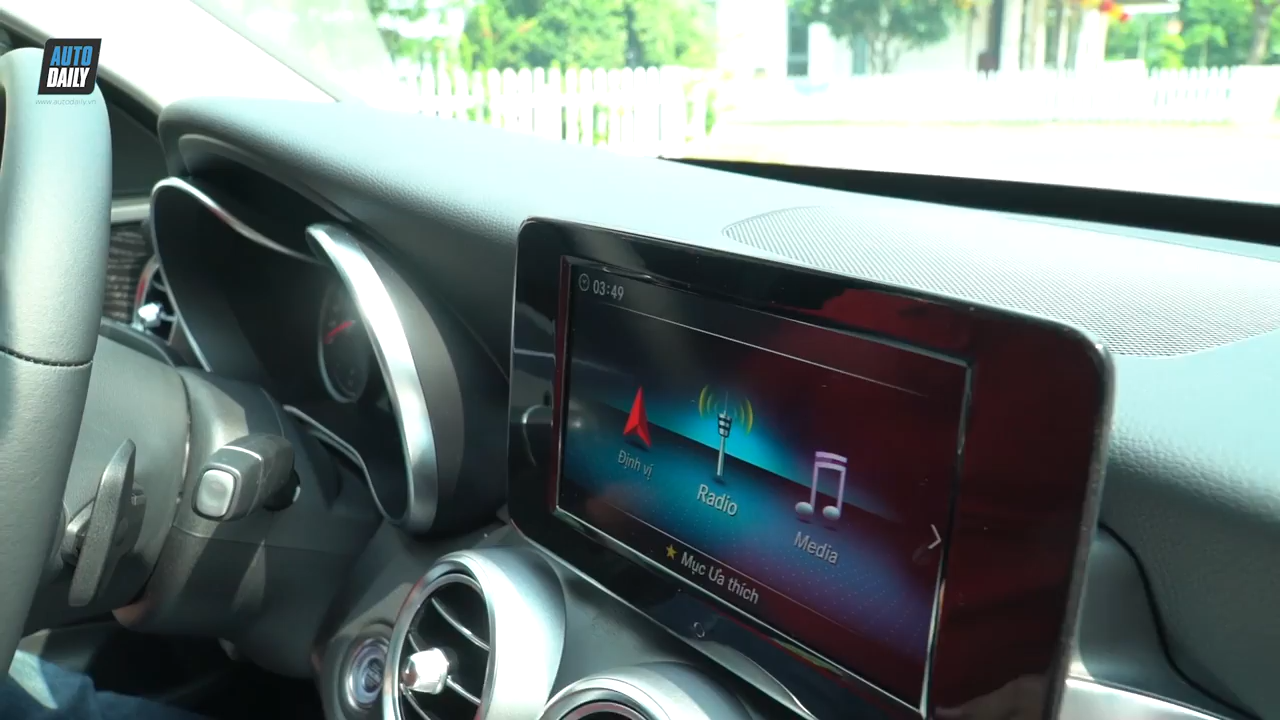 AUTO
DAILY
www.autodaily.vn
03:49
Định vị
Radio
Media
★ Mục Ưa thích